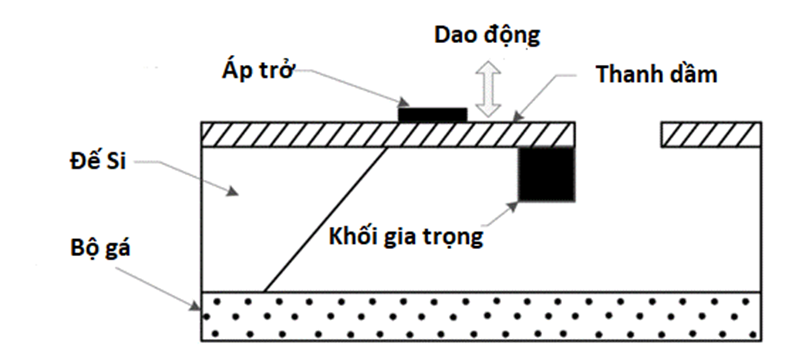 Dao động
Áp trở
Thanh dầm
Đế Si
Khối gia trọng
Bộ gá